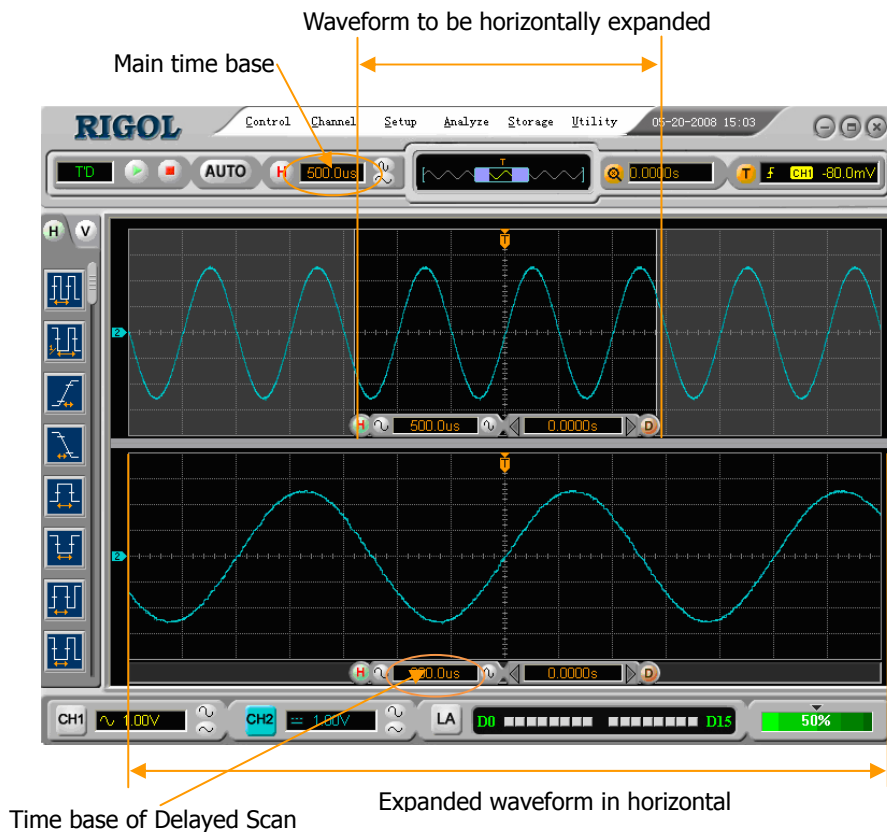 Waveform to be horizontally expanded
Main time base
RIGOL Control Channel Setup Analyze Storage Utility 05-20-2008 15:03
T'D AUTO H 500.0us T 0.0000s T CH1 -80.0mV
H V
T
2
H 500.0us 0.0000s D
T
2
H 0.0000s D
CH1 1.00V CH2 1.00V LA D0 D15 50%
Expanded waveform in horizontal
Time base of Delayed Scan